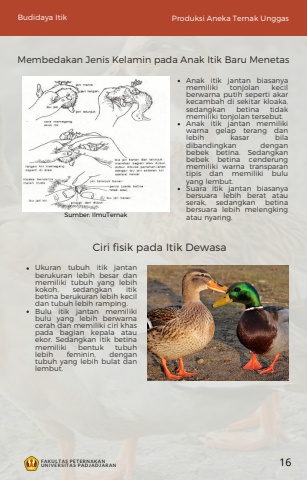 Budidaya Itik
Produksi Aneka Ternak Unggas
Membedakan Jenis Kelamin pada Anak Itik Baru Menetas
Sumber: IlmuTernak
• Anak itik jantan biasanya
memiliki tonjolan kecil
berwarna putih seperti akar
kecambah di sekitar kloaka,
sedangkan betina tidak
memiliki tonjolan tersebut.
• Anak itik jantan memiliki
warna gelap terang dan
lebih kasar bila
dibandingkan dengan
bebek betina. Sedangkan
bebek betina cenderung
memiliki warna transparan
tipis dan memiliki bulu
yang lembut.
• Suara itik jantan biasanya
bersuara lebih berat atau
serak, sedangkan betina
bersuara lebih melengking
atau nyaring.
Ciri fisik pada Itik Dewasa
• Ukuran tubuh itik jantan
berukuran lebih besar dan
memiliki tubuh yang lebih
kokoh, sedangkan itik
betina berukuran lebih kecil
dan tubuh lebih ramping.
• Bulu itik jantan memiliki
bulu yang lebih berwarna
cerah dan memiliki ciri khas
pada bagian kepala atau
ekor. Sedangkan itik betina
memiliki bentuk tubuh
lebih feminin, dengan
tubuh yang lebih bulat dan
lembut.
FAKULTAS PETERNAKAN
UNIVERSITAS PADJADJARAN
16